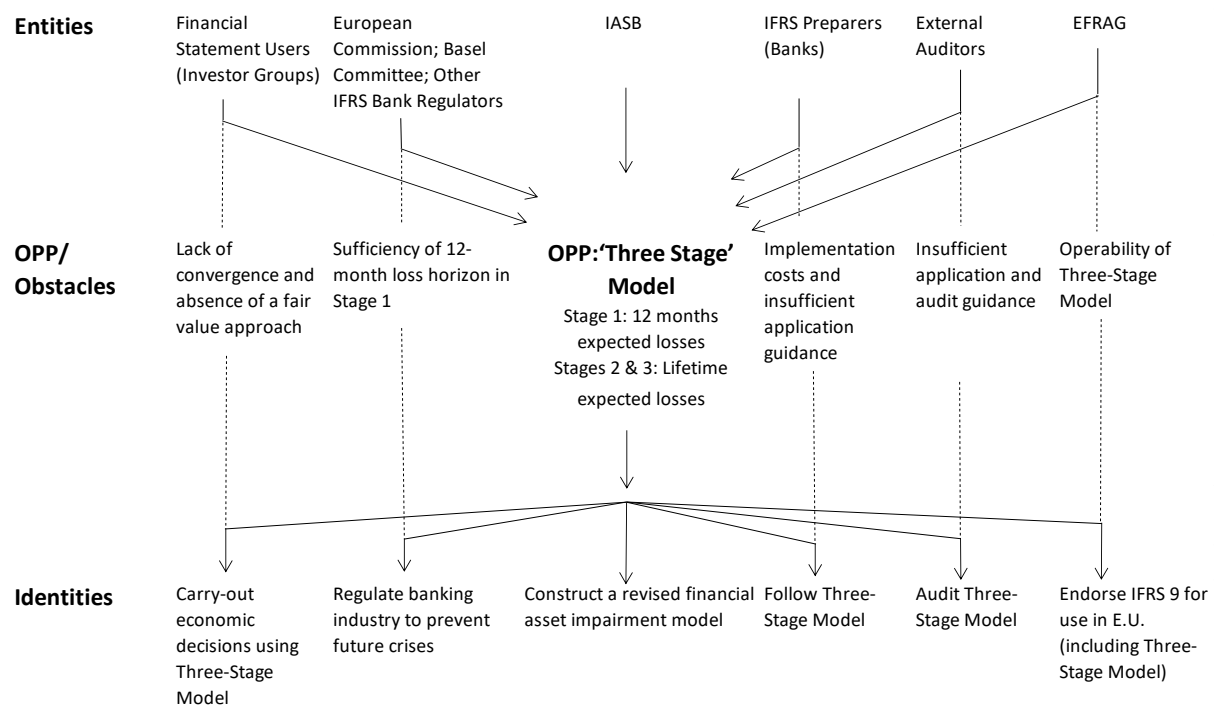 Entities
Financial
Statement Users
(Investor Groups)
European
Commission; Basel
Committee; Other
IFRS Bank Regulators
IASB
IFRS Preparers
(Banks)
External
Auditors
EFRAG
OPP/
Obstacles
Lack of
convergence and
absence of a fair
value approach
Sufficiency of 12-
month loss horizon in
Stage 1
OPP:‘Three Stage’
Model
Stage 1: 12 months
expected losses
Stages 2 & 3: Lifetime
expected losses
Implementation
costs and
insufficient
application
guidance
Insufficient
application and
audit guidance
Operability of
Three-Stage
Model
Identities
Carry-out
economic
decisions using
Three-Stage
Model
Regulate banking
industry to prevent
future crises
Construct a revised financial
asset impairment model
Follow Three-
Stage Model
Audit Three-
Stage Model
Endorse IFRS 9 for
use in E.U.
(including Three-
Stage Model)